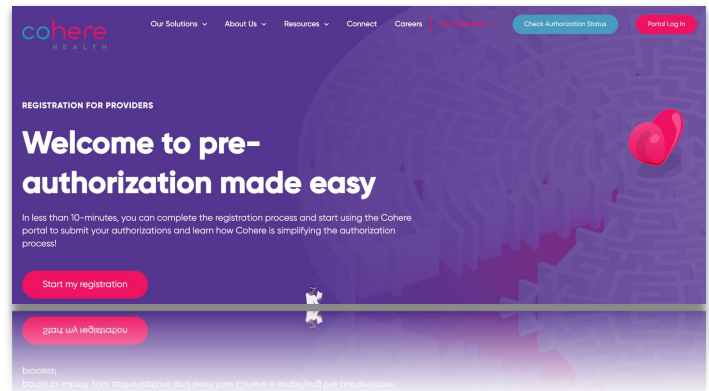 cohere
HEALTH
Our Solutions
About Us
Resources
Connect
Careers
Check Authorization Status
Portal Log In
REGISTRATION FOR PROVIDERS
Welcome to pre-
authorization made easy
In less than 10-minutes, you can complete the registration process and start using the Cohere
portal to submit your authorizations and learn how Cohere is simplifying the authorization
process!
Start my registration